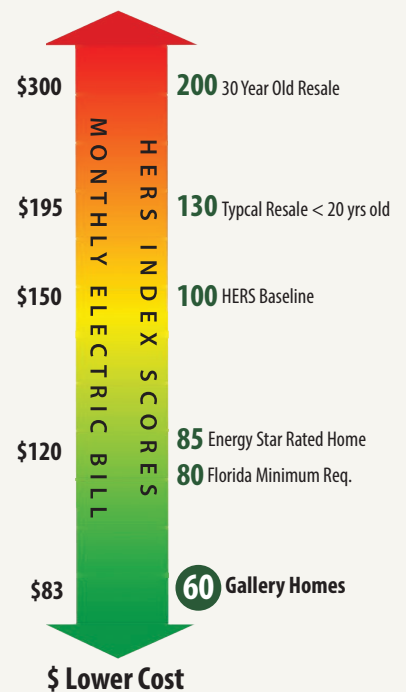 $300 200 30 Year Old Resale
MONTHLY ELECTRIC BILL
HERS INDEX SCORES
$195 130 Typcal Resale < 20 yrs old
$150 100 HERS Baseline
85 Energy Star Rated Home
$120
80 Florida Minimum Req.
$83 60 Gallery Homes
$ Lower Cost